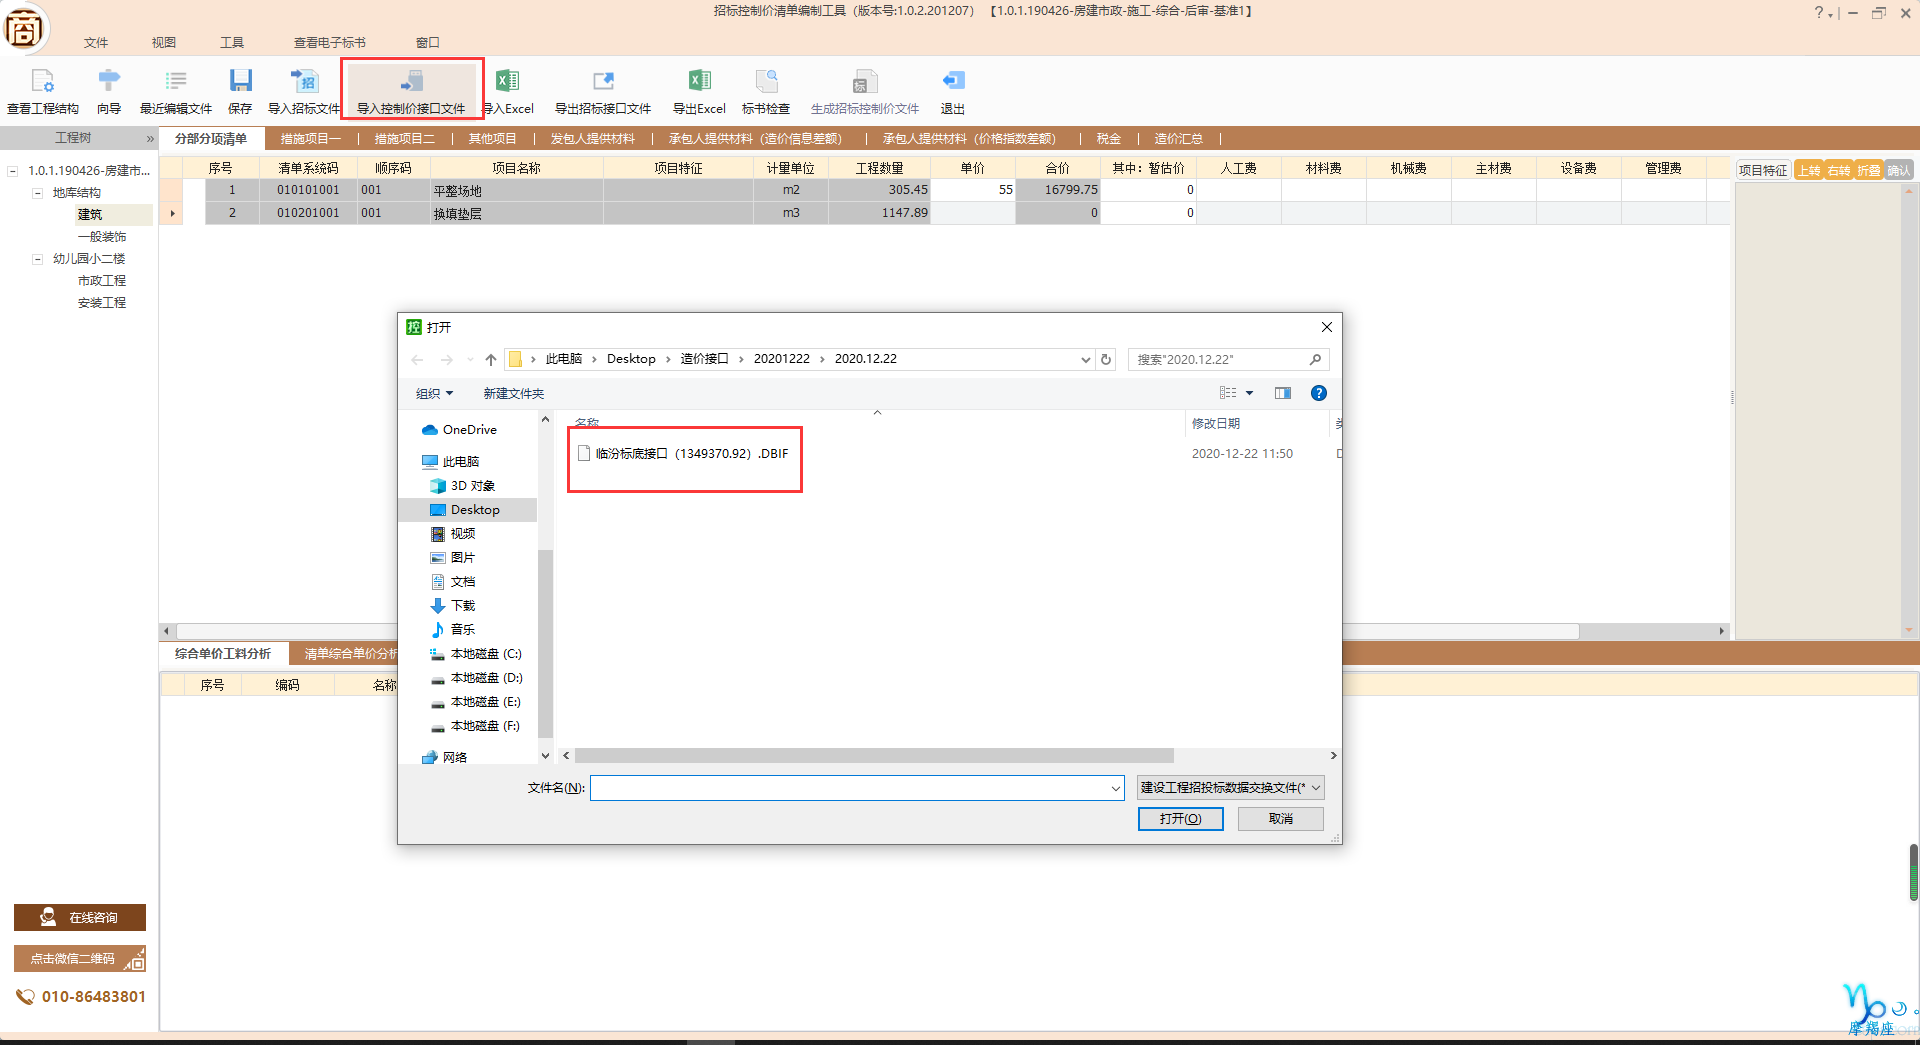 招标控制价清单编制工具（版本号:1.0.2.201207） 【1.0.1.190426-房建市政-施工-综合-后审-基准1】
商
文件 视图 工具 查看电子标书 窗口
查看工程结构 向导 最近编辑文件 保存 导入招标文件 导入控制价接口文件 导入Excel 导出招标接口文件 导出Excel 标书检查 生成招标控制价文件 退出
工程树 »
分部分项清单 措施项目一 措施项目二 其他项目 发包人提供材料 承包人提供材料（造价信息差额） 承包人提供材料（价格指数差额） 税金 造价汇总
序号 清单系统码 顺序码 项目名称 项目特征 计量单位 工程数量 单价 合价 其中：暂估价 人工费 材料费 机械费 主材费 设备费 管理费
1 010101001 001 平整场地 m2 305.45 55 16799.75 0
2 010201001 001 换填垫层 m3 1147.89 0 0
项目特征 上转 右转 折叠 确认
1.0.1.190426-房建市...
地库结构
建筑
一般装饰
幼儿园小二楼
市政工程
安装工程
控 打开
此电脑 › Desktop › 造价接口 › 20201222 › 2020.12.22
搜索"2020.12.22"
组织 新建文件夹
名称 修改日期
临汾标底接口（1349370.92）.DBIF 2020-12-22 11:50
OneDrive
此电脑
3D 对象
Desktop
视频
图片
文档
下载
音乐
本地磁盘 (C:)
本地磁盘 (D:)
本地磁盘 (E:)
本地磁盘 (F:)
网络
文件名(N):
建设工程招投标数据交换文件(*
打开(O) 取消
综合单价工料分析 清单综合单价分析
序号 编码 名称
在线咨询
点击微信二维码
010-86483801
摩羯座